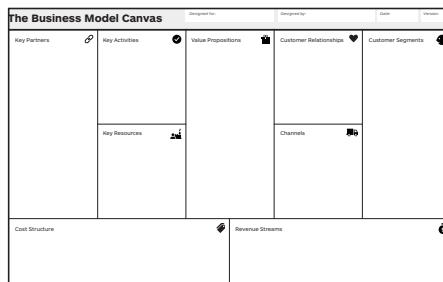 The Business Model Canvas
Designed for:
Designed by:
Date:
Version:
Key Partners
Key Activities
Value Propositions
Customer Relationships
Customer Segments
Key Resources
Channels
Cost Structure
Revenue Streams